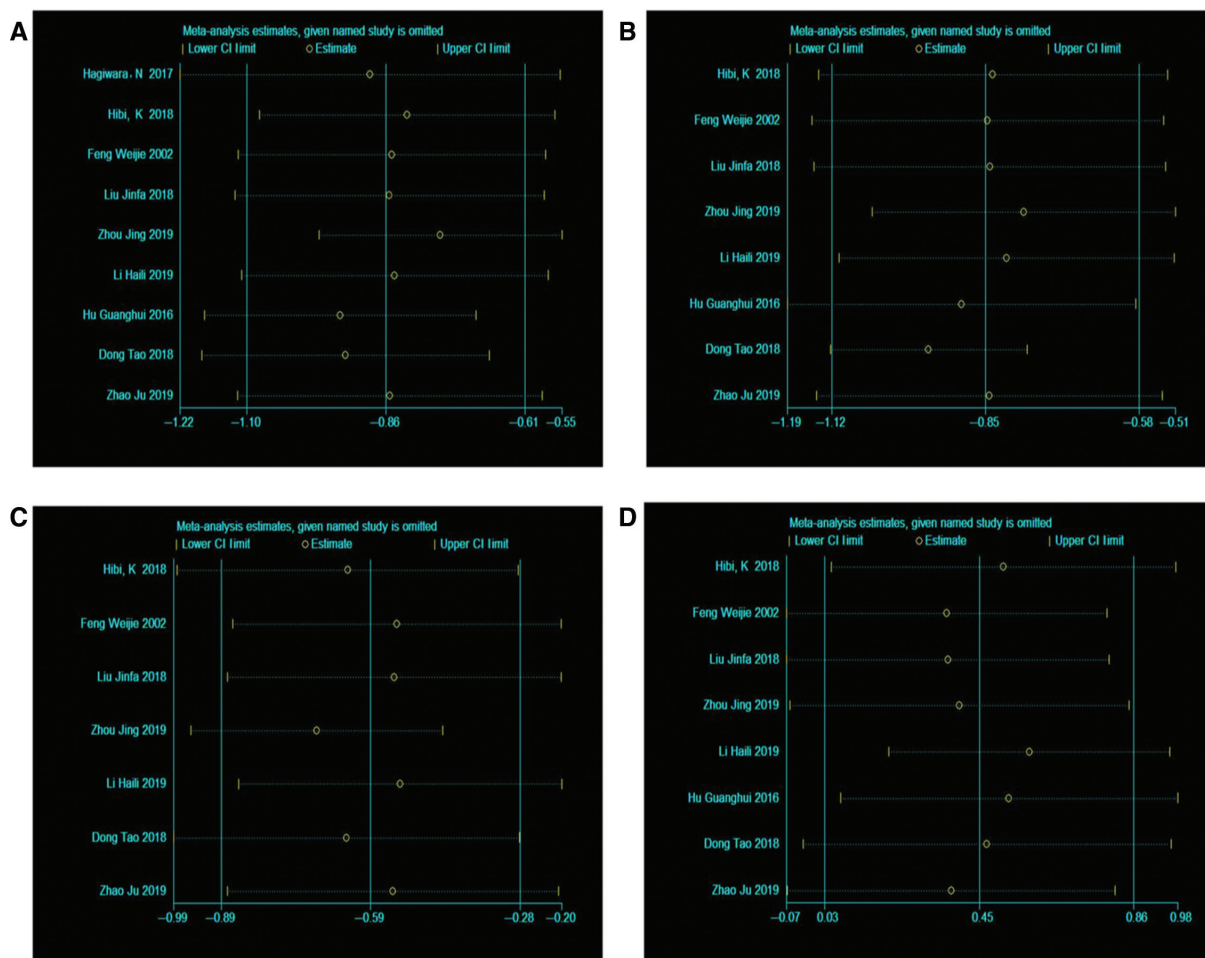 A
Meta-analysis estimates, given named study is omitted
Lower CI limit Estimate Upper CI limit
Hagiwara, N 2017
Hibi, K 2018
Feng Weijie 2002
Liu Jinfa 2018
Zhou Jing 2019
Li Haili 2019
Hu Guanghui 2016
Dong Tao 2018
Zhao Ju 2019
−1.22 −1.10 −0.86 −0.61 −0.55
B
Meta-analysis estimates, given named study is omitted
Lower CI limit Estimate Upper CI limit
Hibi, K 2018
Feng Weijie 2002
Liu Jinfa 2018
Zhou Jing 2019
Li Haili 2019
Hu Guanghui 2016
Dong Tao 2018
Zhao Ju 2019
−1.19 −1.12 −0.85 −0.58 −0.51
C
Meta-analysis estimates, given named study is omitted
Lower CI limit Estimate Upper CI limit
Hibi, K 2018
Feng Weijie 2002
Liu Jinfa 2018
Zhou Jing 2019
Li Haili 2019
Dong Tao 2018
Zhao Ju 2019
−0.99 −0.89 −0.59 −0.28 −0.20
D
Meta-analysis estimates, given named study is omitted
Lower CI limit Estimate Upper CI limit
Hibi, K 2018
Feng Weijie 2002
Liu Jinfa 2018
Zhou Jing 2019
Li Haili 2019
Hu Guanghui 2016
Dong Tao 2018
Zhao Ju 2019
−0.07 0.03 0.45 0.86 0.98